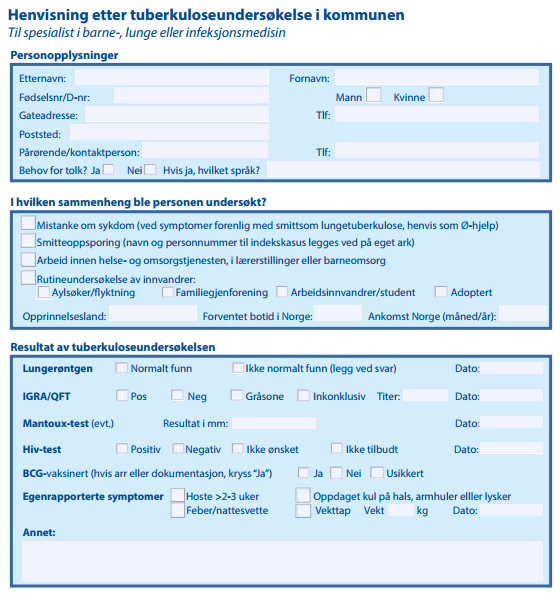 Henvisning etter tuberkuloseundersøkelse i kommunen
Til spesialist i barne-, lunge eller infeksjonsmedisin
Personopplysninger
Etternavn: Fornavn:
Fødselsnr/D-nr: Mann Kvinne
Gateadresse: Tlf:
Poststed:
Pårørende/kontaktperson: Tlf:
Behov for tolk? Ja Nei Hvis ja, hvilket språk?
I hvilken sammenheng ble personen undersøkt?
Mistanke om sykdom (ved symptomer forenlig med smittsom lungetuberkulose, henvis som Ø-hjelp)
Smitteoppsporing (navn og personnummer til indekskasus legges ved på eget ark)
Arbeid innen helse- og omsorgstjenesten, i lærerstillinger eller barneomsorg
Rutineundersøkelse av innvandrer:
Aylsøker/flyktning Familiegjenforening Arbeidsinnvandrer/student Adoptert
Opprinnelsesland: Forventet botid i Norge: Ankomst Norge (måned/år):
Resultat av tuberkuloseundersøkelsen
Lungerøntgen Normalt funn Ikke normalt funn (legg ved svar) Dato:
IGRA/QFT Pos Neg Gråsone Inkonklusiv Titer: Dato:
Mantoux-test (evt.) Resultat i mm: Dato:
Hiv-test Positiv Negativ Ikke ønsket Ikke tilbudt Dato:
BCG-vaksinert (hvis arr eller dokumentasjon, kryss "Ja") Ja Nei Usikkert
Egenrapporterte symptomer Hoste >2-3 uker Oppdaget kul på hals, armhuler elller lysker
Feber/nattesvette Vekttap Vekt kg Dato:
Annet: